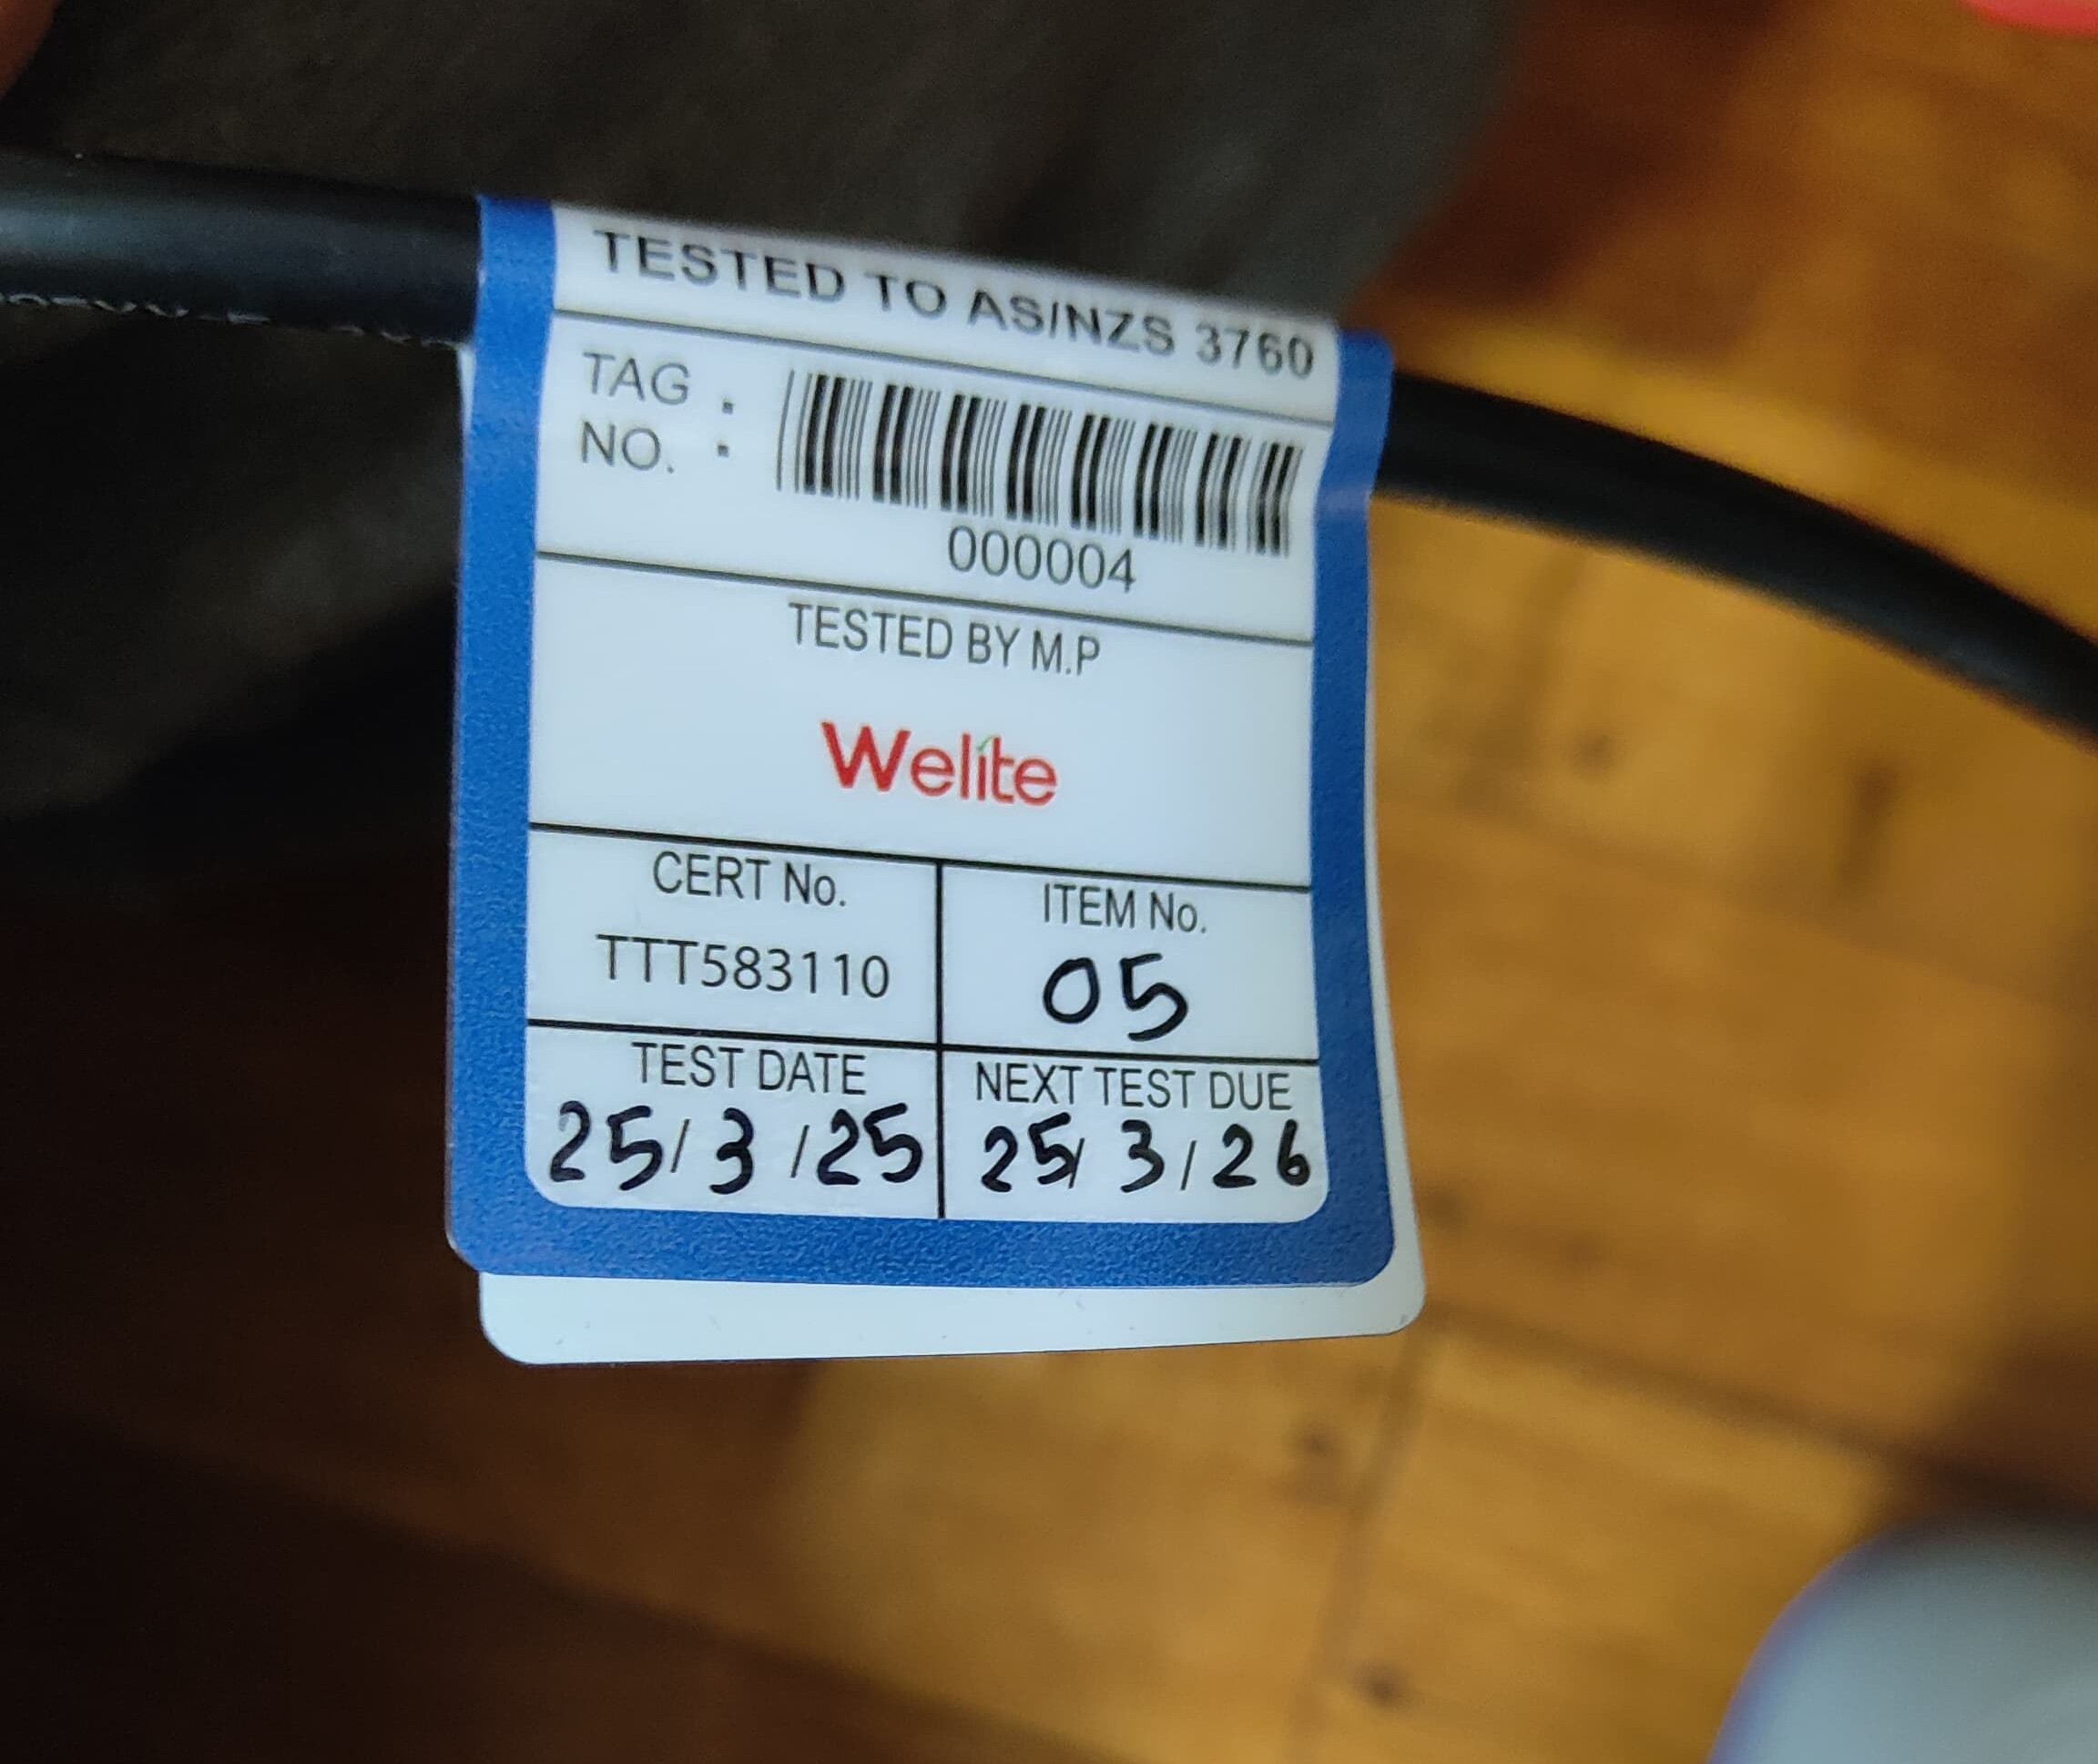 TESTED TO AS/NZS 3760
TAG :
NO. :
000004
TESTED BY M.P
Welite
CERT No.
TTT583110
ITEM No.
05
TEST DATE
25/3/25
NEXT TEST DUE
25/3/26